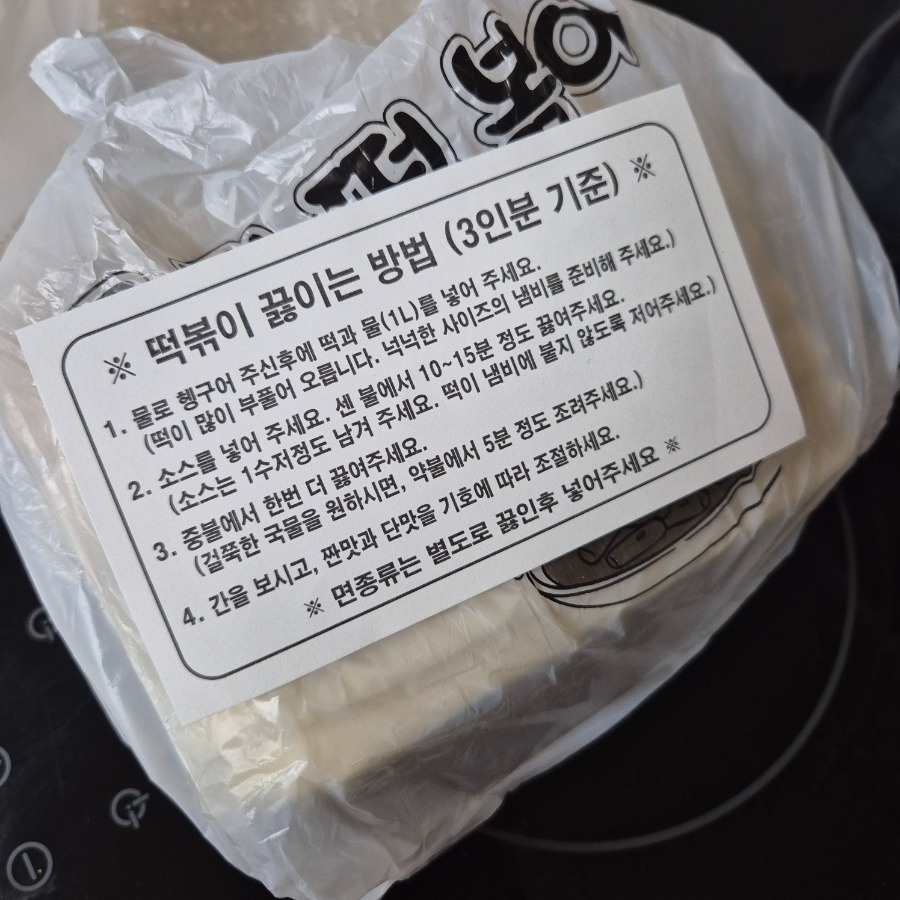 떡볶이
※ 떡볶이 끓이는 방법 (3인분 기준) ※
1. 물로 헹구어 주신후에 떡과 물(1L)를 넣어 주세요.
(떡이 많이 부풀어 오릅니다. 넉넉한 사이즈의 냄비를 준비해 주세요.)
2. 소스를 넣어 주세요. 센 불에서 10~15분 정도 끓여주세요.
(소스는 1수저정도 남겨 주세요. 떡이 냄비에 붙지 않도록 저어주세요.)
3. 중불에서 한번 더 끓여주세요.
(걸쭉한 국물을 원하시면, 약불에서 5분 정도 조려주세요.)
4. 간을 보시고, 짠맛과 단맛을 기호에 따라 조절하세요.
※ 면종류는 별도로 끓인후 넣어주세요 ※